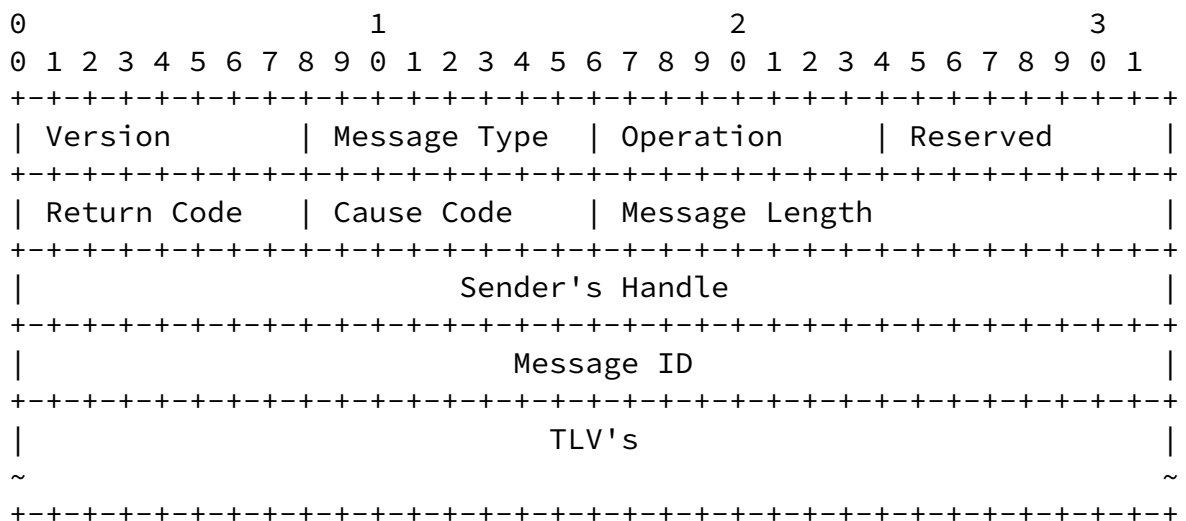 0                   1                   2                   3
0 1 2 3 4 5 6 7 8 9 0 1 2 3 4 5 6 7 8 9 0 1 2 3 4 5 6 7 8 9 0 1
+-+-+-+-+-+-+-+-+-+-+-+-+-+-+-+-+-+-+-+-+-+-+-+-+-+-+-+-+-+-+-+-+
| Version       | Message Type  | Operation     | Reserved      |
+-+-+-+-+-+-+-+-+-+-+-+-+-+-+-+-+-+-+-+-+-+-+-+-+-+-+-+-+-+-+-+-+
| Return Code   | Cause Code    | Message Length                |
+-+-+-+-+-+-+-+-+-+-+-+-+-+-+-+-+-+-+-+-+-+-+-+-+-+-+-+-+-+-+-+-+
|                        Sender's Handle                        |
+-+-+-+-+-+-+-+-+-+-+-+-+-+-+-+-+-+-+-+-+-+-+-+-+-+-+-+-+-+-+-+-+
|                           Message ID                          |
+-+-+-+-+-+-+-+-+-+-+-+-+-+-+-+-+-+-+-+-+-+-+-+-+-+-+-+-+-+-+-+-+
|                             TLV's                             |
~                                                               ~
+-+-+-+-+-+-+-+-+-+-+-+-+-+-+-+-+-+-+-+-+-+-+-+-+-+-+-+-+-+-+-+-+